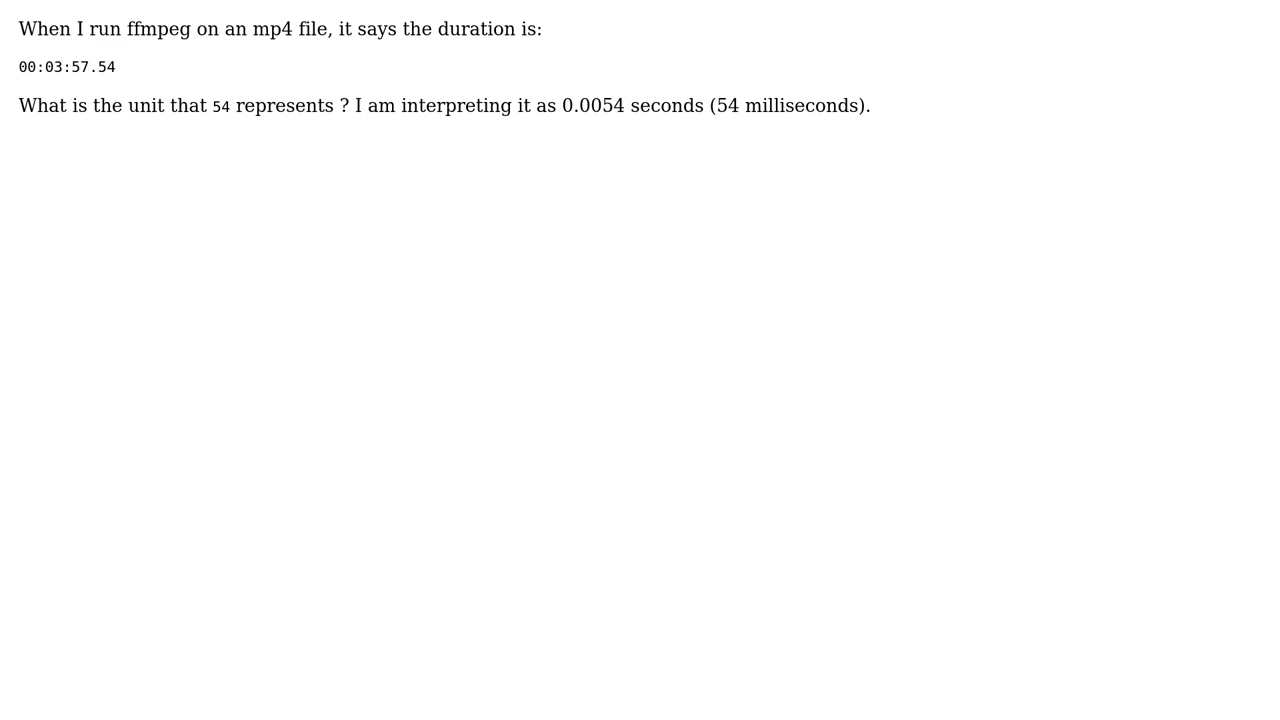 When I run ffmpeg on an mp4 file, it says the duration is:
00:03:57.54
What is the unit that 54 represents ? I am interpreting it as 0.0054 seconds (54 milliseconds).